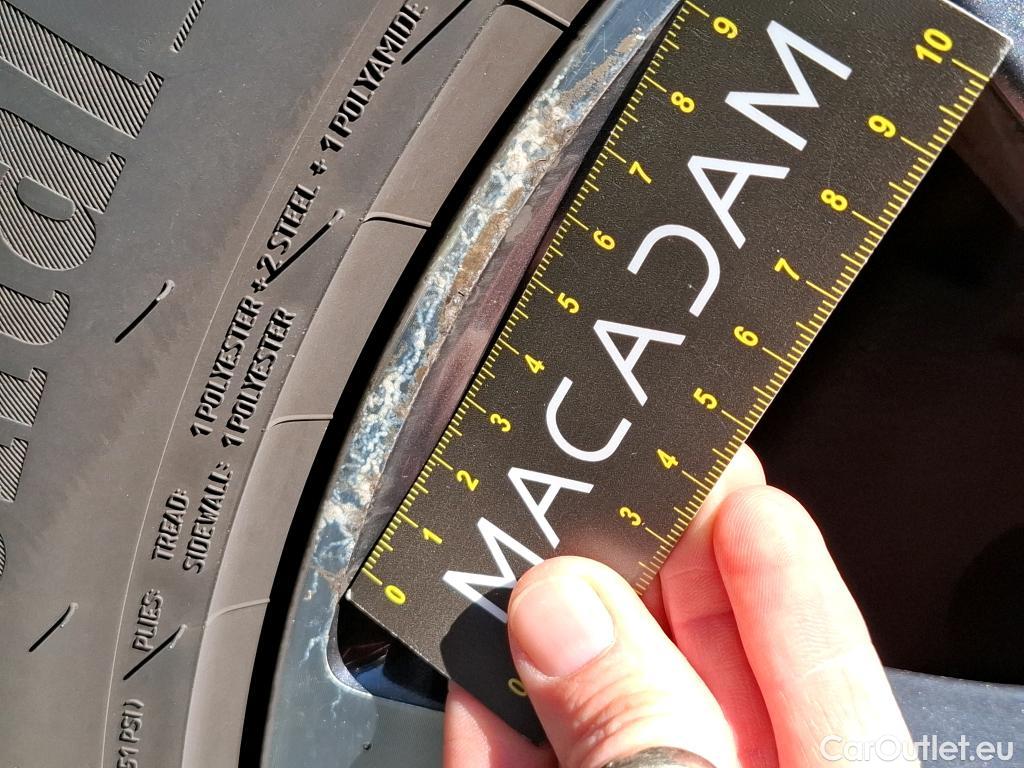 1 POLYESTER + 2 STEEL + 1 POLYAMIDE
1 POLYESTER
TREAD:
SIDEWALL:
PLIES:
51 PSI)
MACADAM
0 1 2 3 4 5 6 7 8 9
0 3 4 5 6 7 8 9 10
CarOutlet.eu